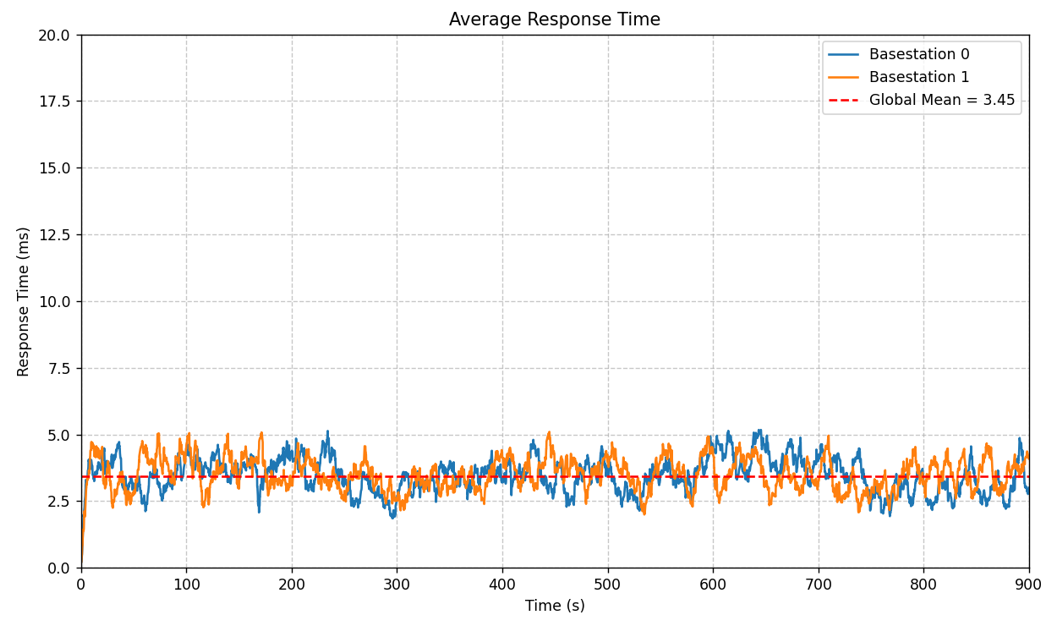 Average Response Time
20.0
17.5
15.0
12.5
10.0
7.5
5.0
2.5
0.0
Response Time (ms)
Basestation 0
Basestation 1
Global Mean = 3.45
0 100 200 300 400 500 600 700 800 900
Time (s)